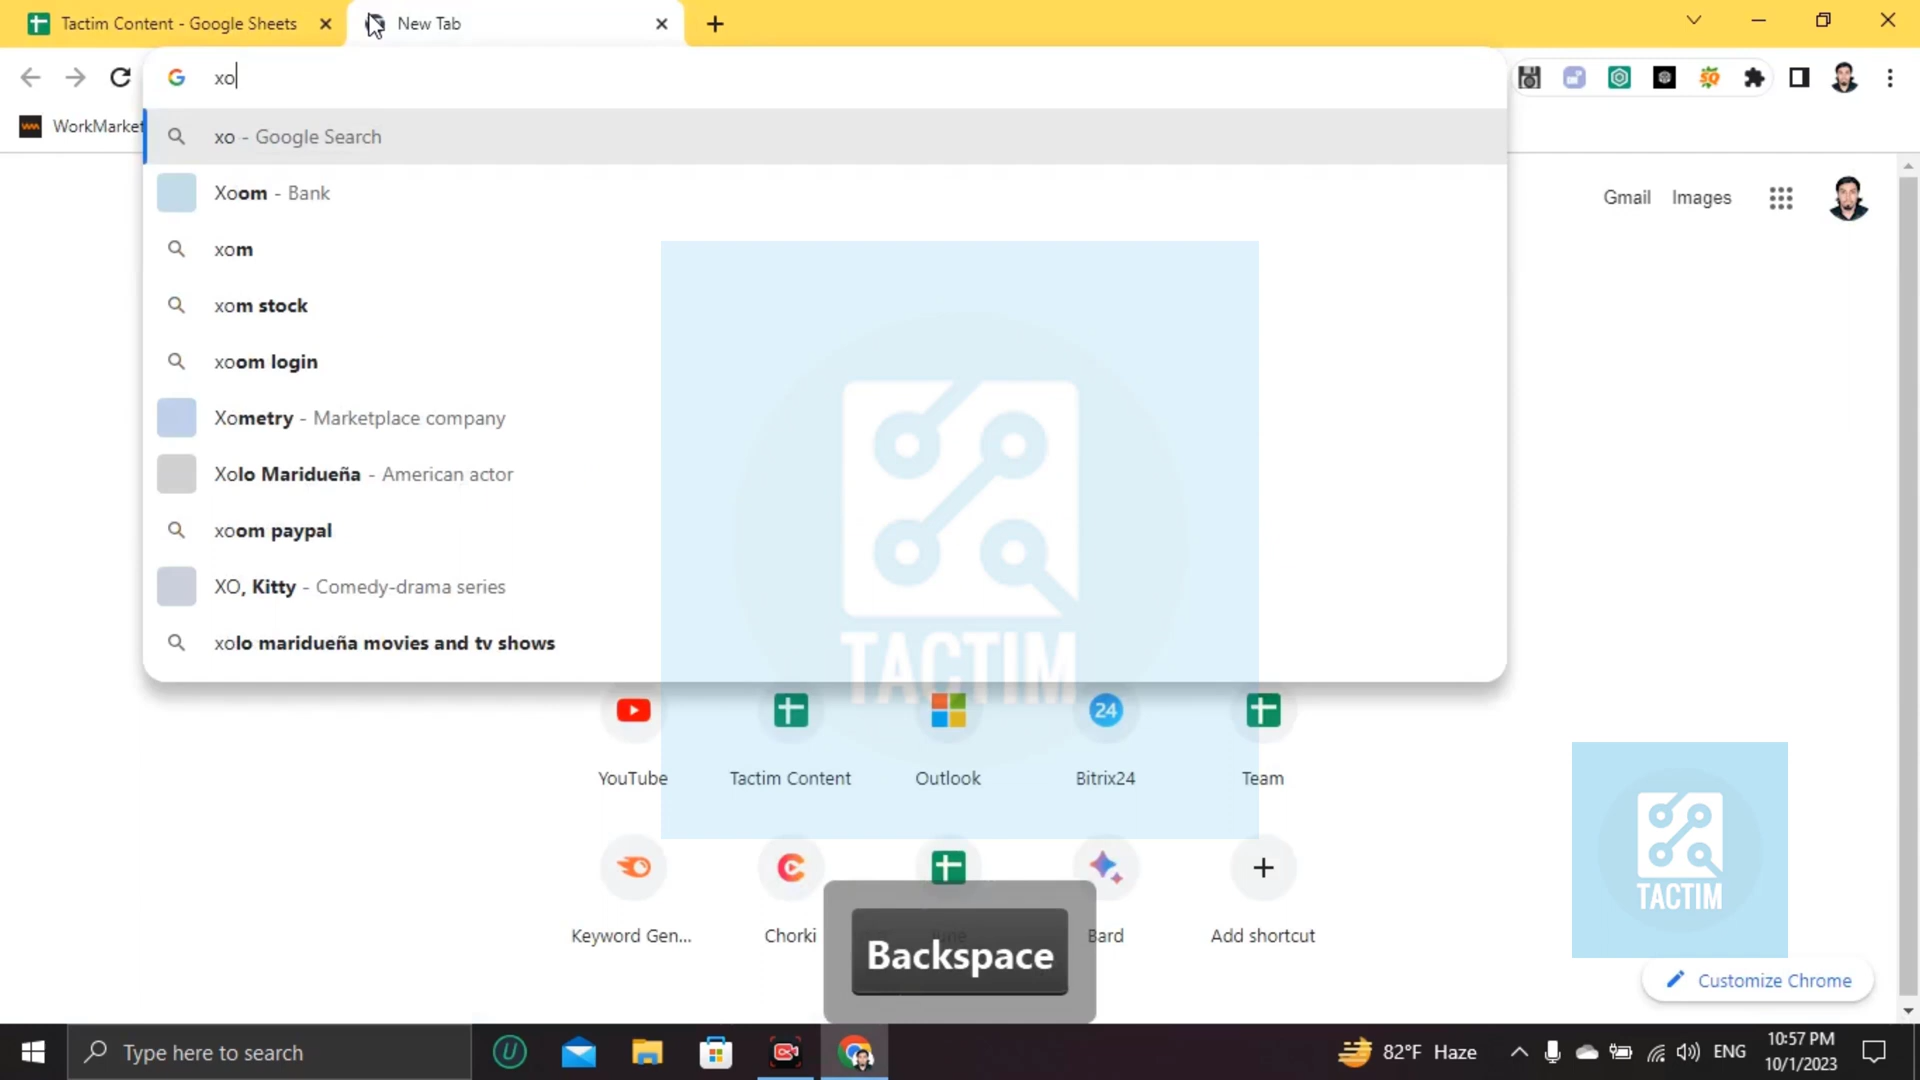 Tactim Content - Google Sheets
New Tab
xo
WorkMarket
xo - Google Search
Xoom - Bank
xom
xom stock
xoom login
Xometry - Marketplace company
Xolo Maridueña - American actor
xoom paypal
XO, Kitty - Comedy-drama series
xolo maridueña movies and tv shows
Gmail Images
SQ
TACTIM
24
YouTube Tactim Content Outlook Bitrix24 Team
TACTIM
Keyword Gen... Chorki June Bard Add shortcut
Backspace
Customize Chrome
Type here to search
82°F Haze
ENG
10:57 PM
10/1/2023